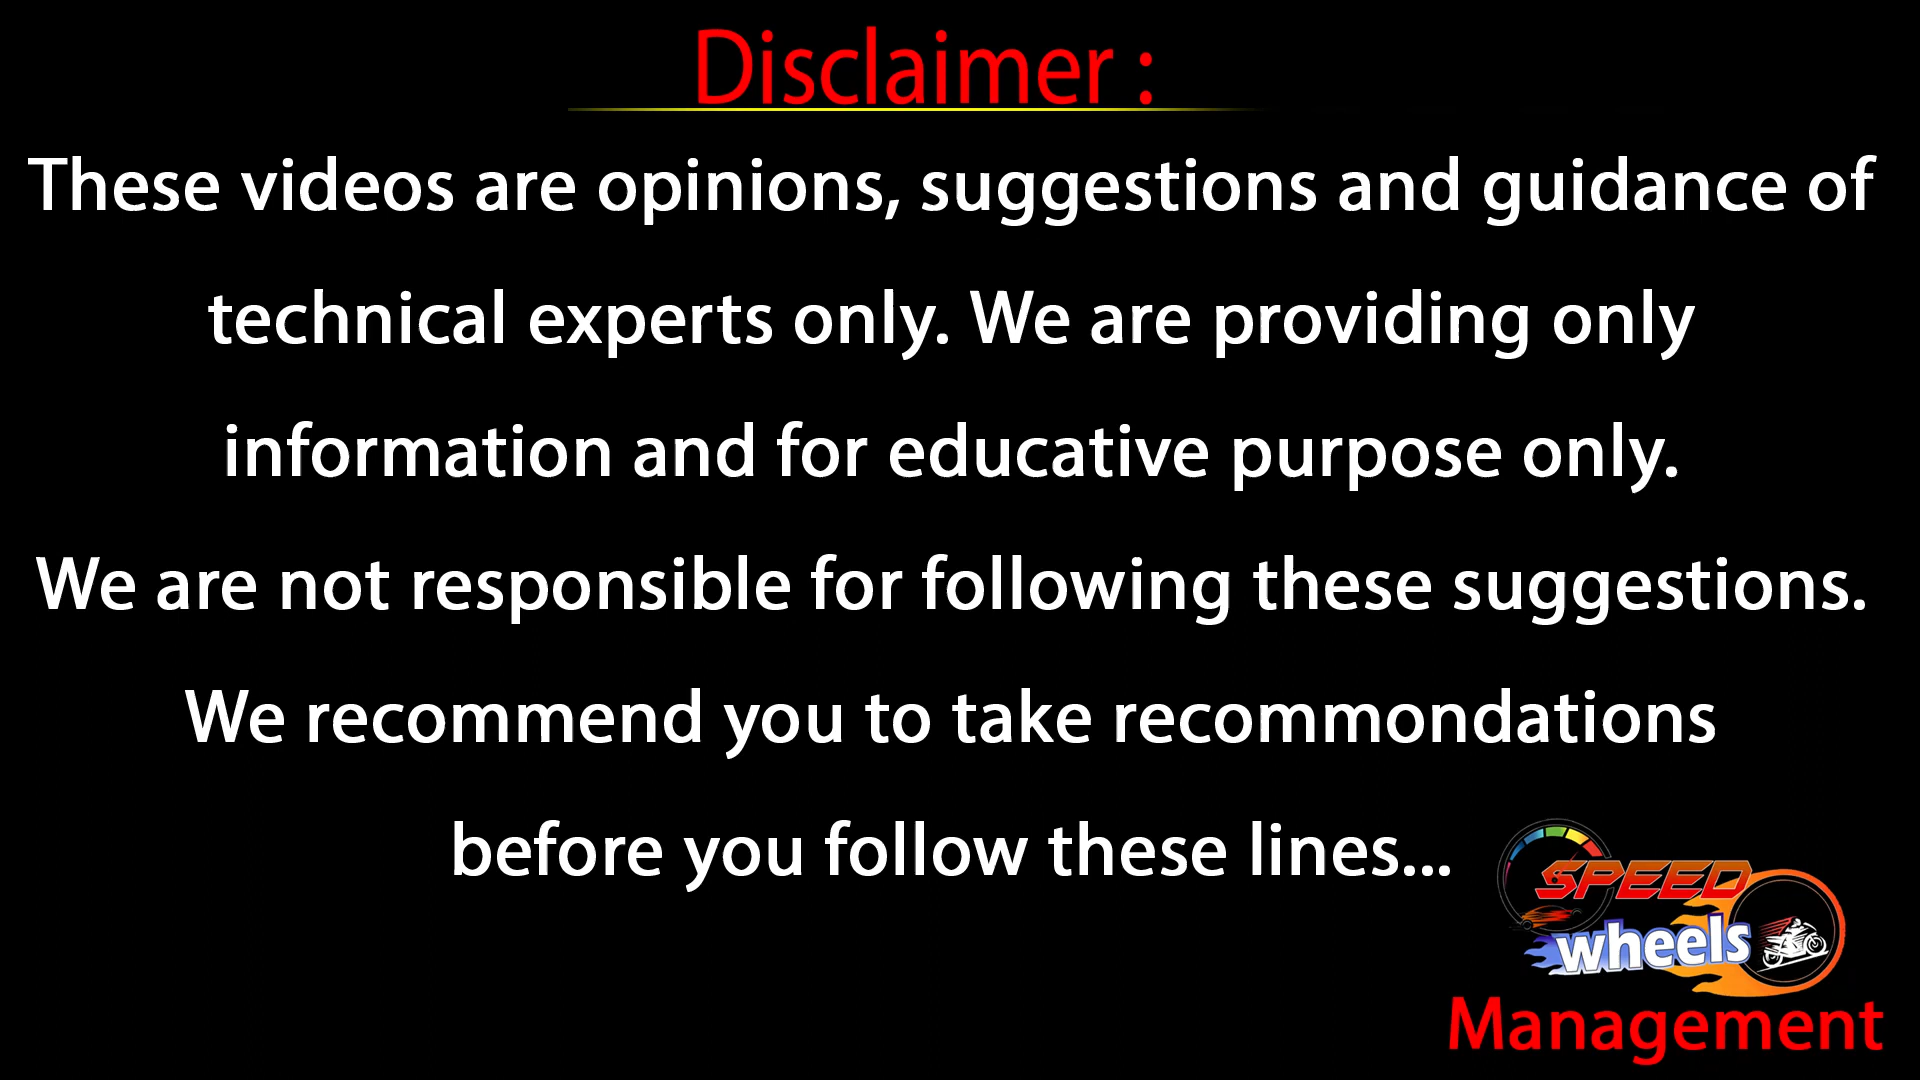 Disclaimer :
These videos are opinions, suggestions and guidance of
technical experts only. We are providing only
information and for educative purpose only.
We are not responsible for following these suggestions.
We recommend you to take recommondations
before you follow these lines...
SPEED
wheels
Management